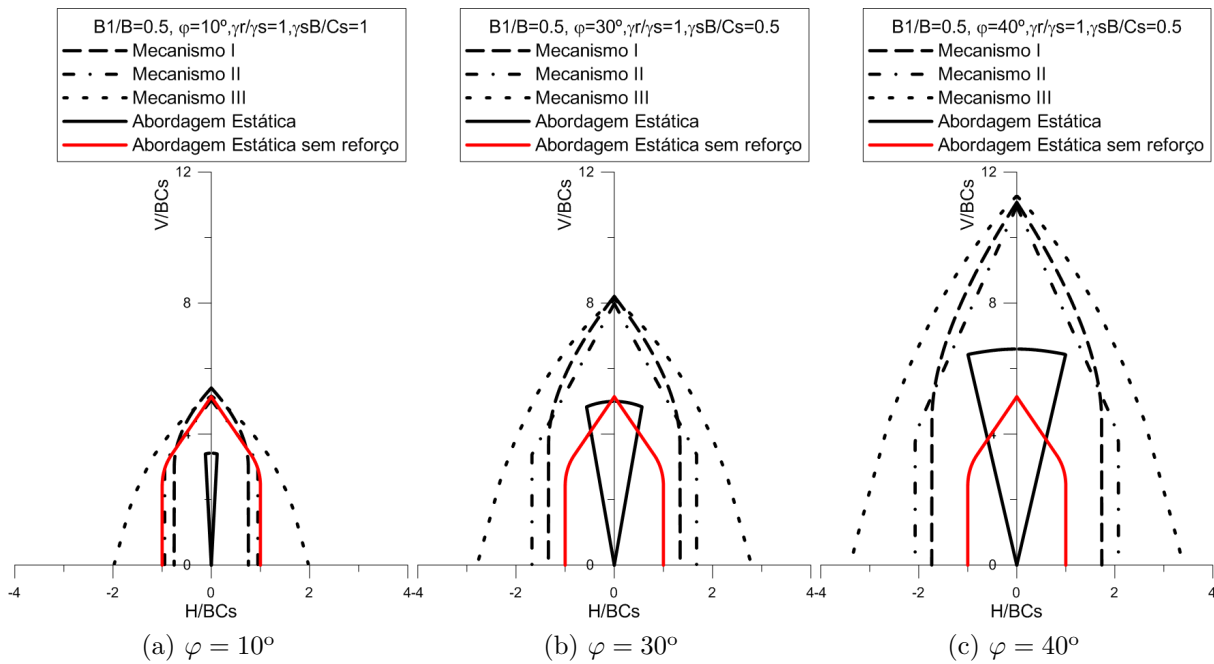 B1/B=0.5, φ=10º,γr/γs=1,γsB/Cs=1
Mecanismo I
Mecanismo II
Mecanismo III
Abordagem Estática
Abordagem Estática sem reforço
12
V/BCs
8
4
0
-4
-2
0
2
4
H/BCs
(a) φ = 10º
B1/B=0.5, φ=30º,γr/γs=1,γsB/Cs=0.5
Mecanismo I
Mecanismo II
Mecanismo III
Abordagem Estática
Abordagem Estática sem reforço
12
V/BCs
8
4
0
-4
-2
0
2
4
H/BCs
(b) φ = 30º
B1/B=0.5, φ=40º,γr/γs=1,γsB/Cs=0.5
Mecanismo I
Mecanismo II
Mecanismo III
Abordagem Estática
Abordagem Estática sem reforço
12
V/BCs
8
4
0
-4
-2
0
2
4
H/BCs
(c) φ = 40º